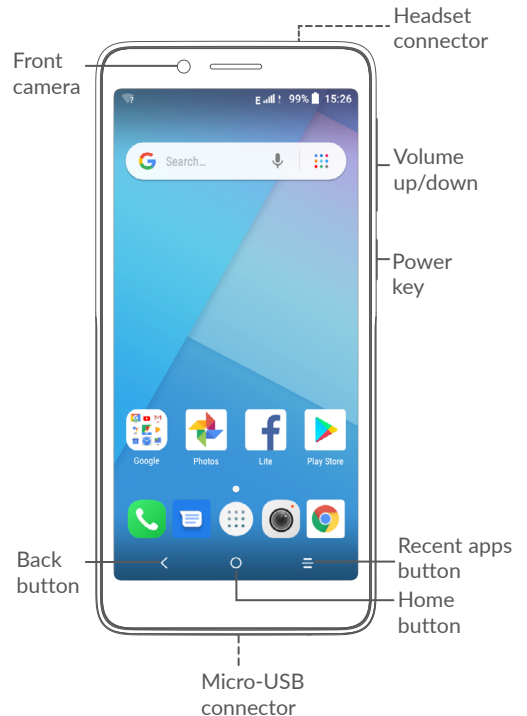 Headset
connector
Front
camera
? E ! 99% 15:26
G Search...
Volume
up/down
Power
key
Google Photos Lite Play Store
Back
button
Recent apps
button
Home
button
Micro-USB
connector